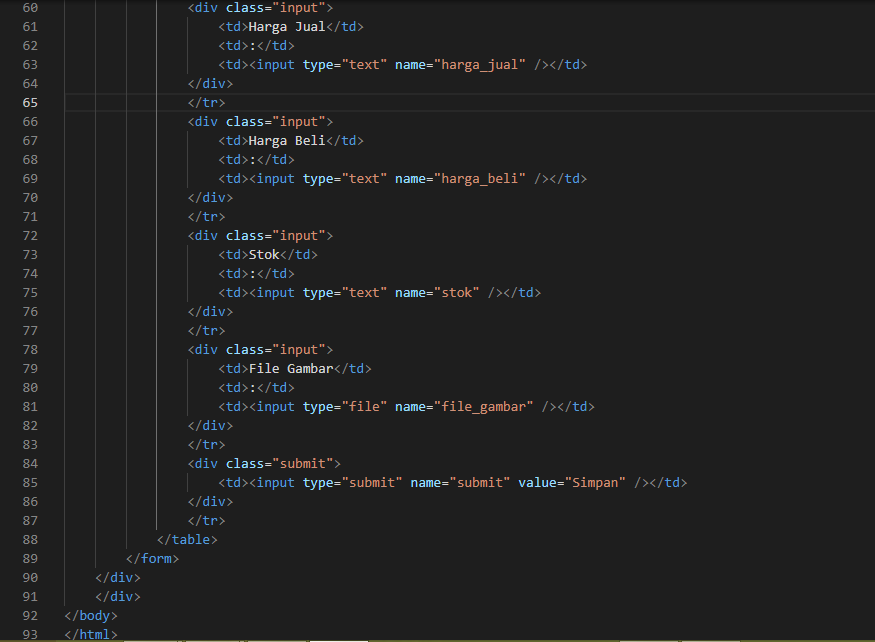 60 <div class="input">
61 <td>Harga Jual</td>
62 <td>:</td>
63 <td><input type="text" name="harga_jual" /></td>
64 </div>
65 </tr>
66 <div class="input">
67 <td>Harga Beli</td>
68 <td>:</td>
69 <td><input type="text" name="harga_beli" /></td>
70 </div>
71 </tr>
72 <div class="input">
73 <td>Stok</td>
74 <td>:</td>
75 <td><input type="text" name="stok" /></td>
76 </div>
77 </tr>
78 <div class="input">
79 <td>File Gambar</td>
80 <td>:</td>
81 <td><input type="file" name="file_gambar" /></td>
82 </div>
83 </tr>
84 <div class="submit">
85 <td><input type="submit" name="submit" value="Simpan" /></td>
86 </div>
87 </tr>
88 </table>
89 </form>
90 </div>
91 </div>
92 </body>
93 </html>